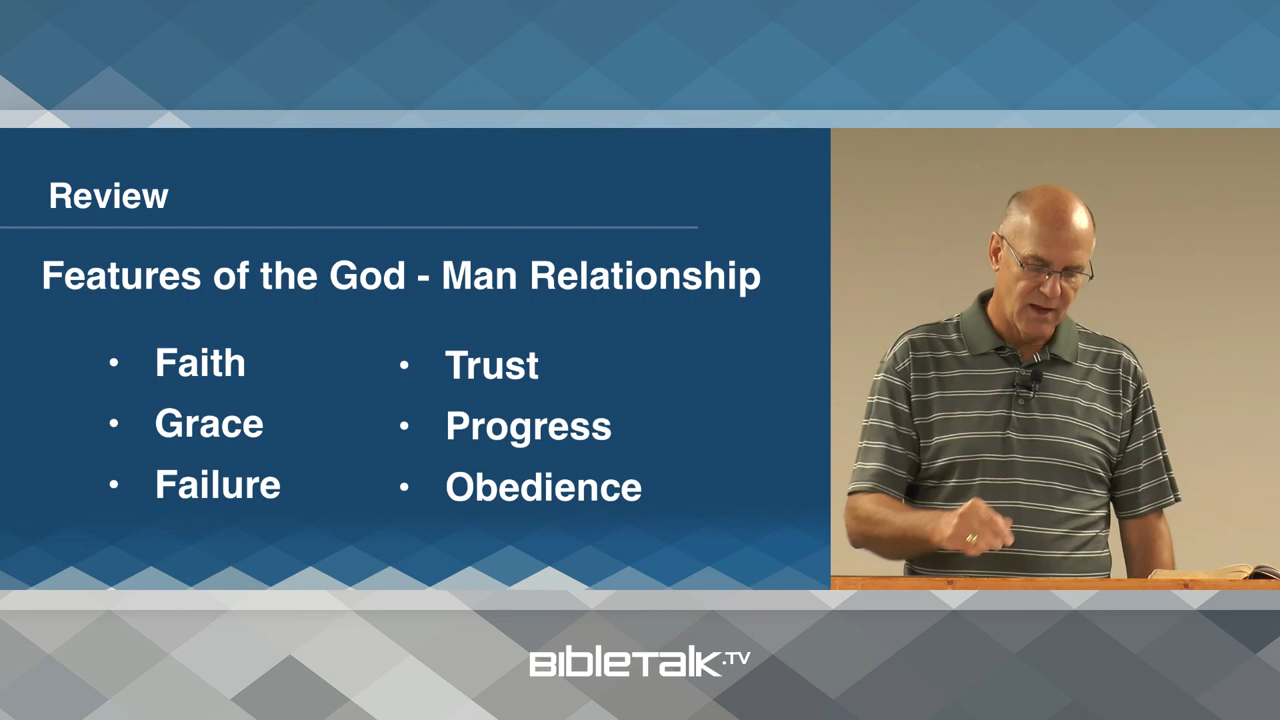 Review
Features of the God - Man Relationship
• Faith
• Grace
• Failure
• Trust
• Progress
• Obedience
BIBLETALK.TV